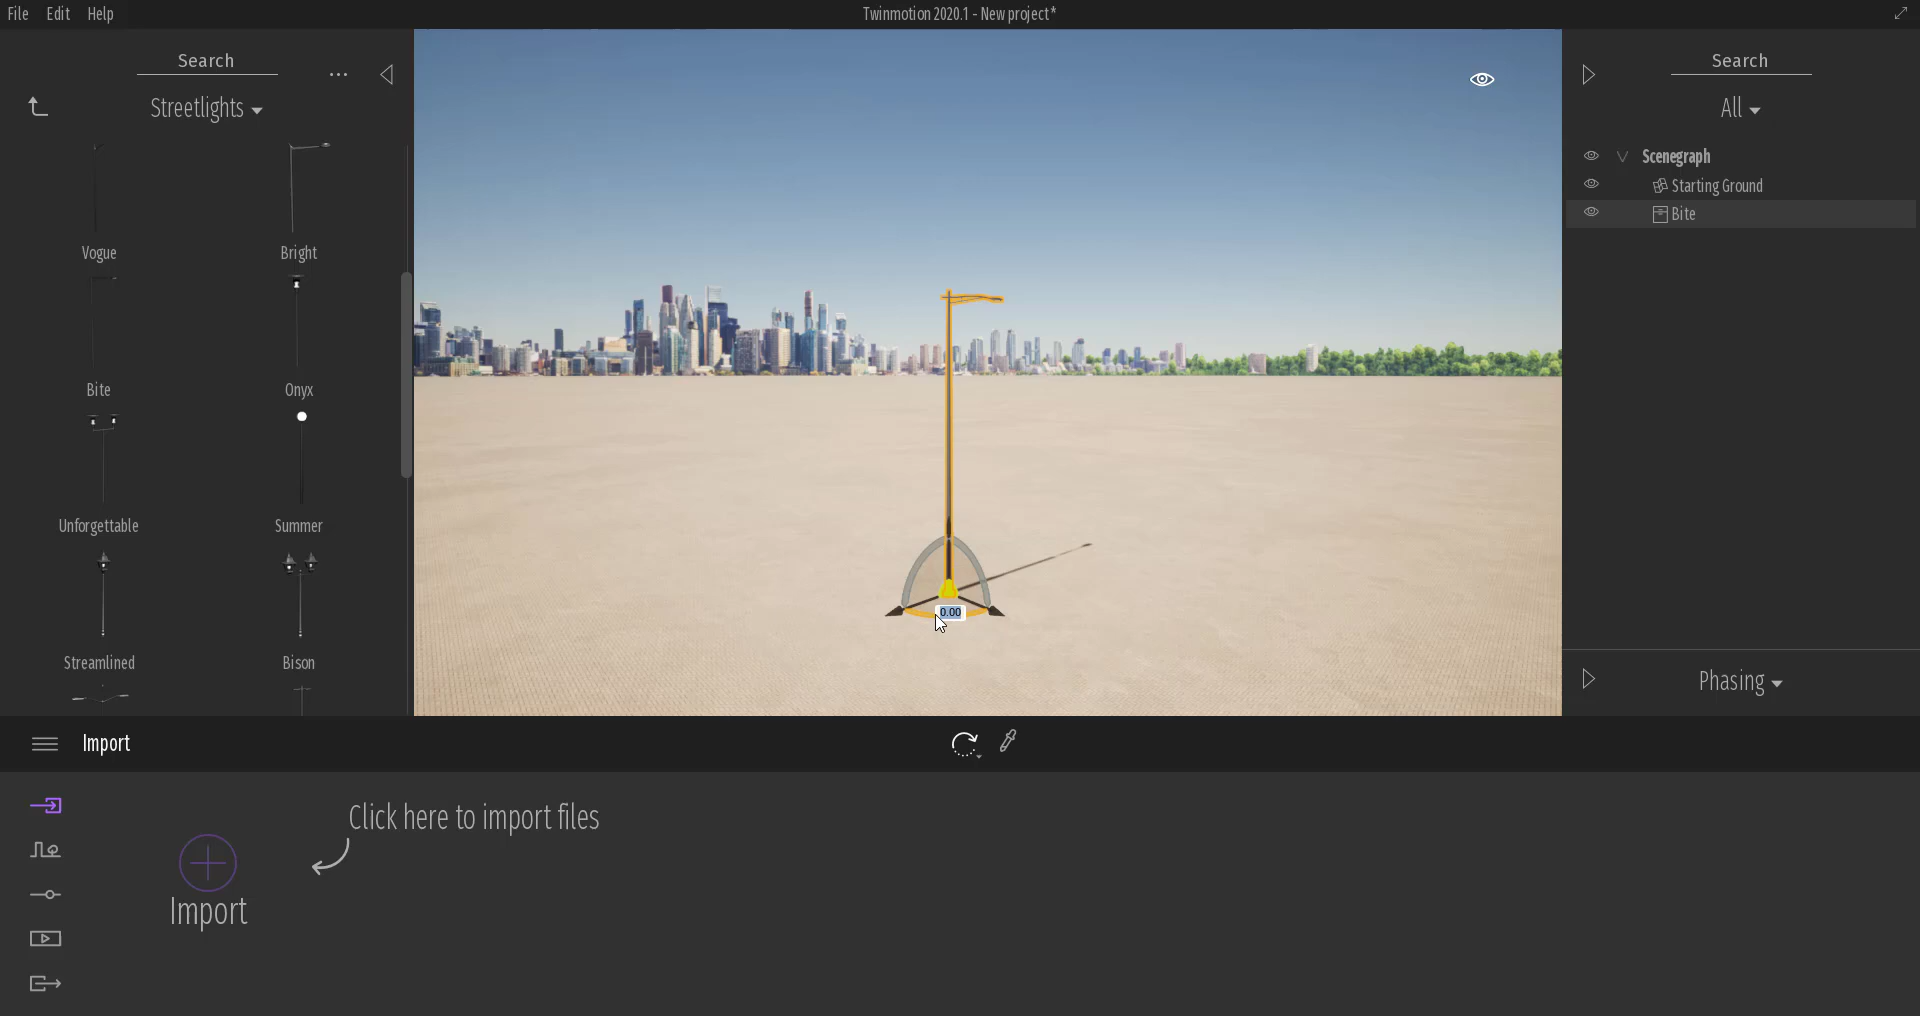 File Edit Help
Twinmotion 2020.1 - New project*
Search
Streetlights
Vogue
Bright
Bite
Onyx
Unforgettable
Summer
Streamlined
Bison
0.00
Search
All
Scenegraph
Starting Ground
Bite
Phasing
Import
Click here to import files
Import